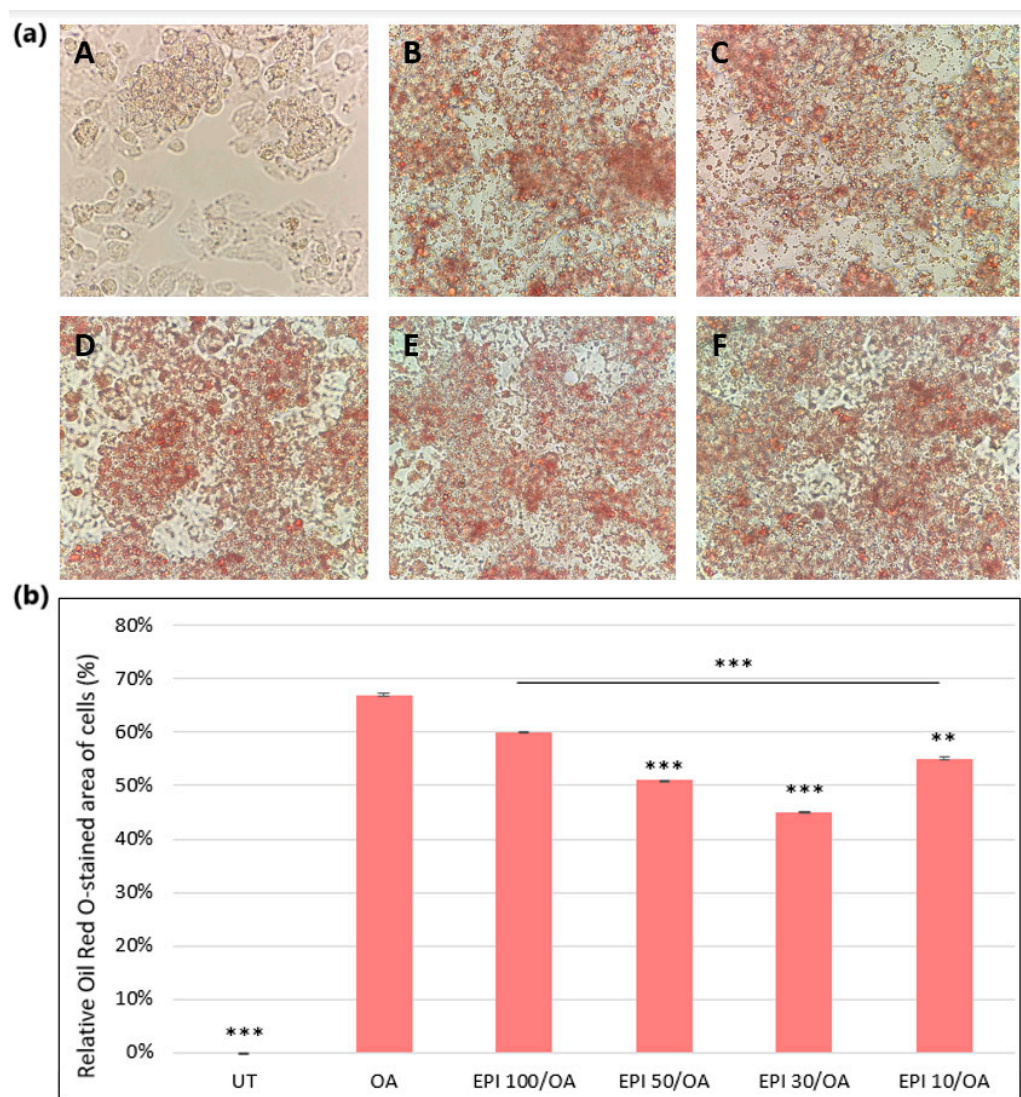 (a)
A
B
C
D
E
F
(b)
Relative Oil Red O-stained area of cells (%)
80%
70%
60%
50%
40%
30%
20%
10%
0%
***
***
***
***
**
UT
OA
EPI 100/OA
EPI 50/OA
EPI 30/OA
EPI 10/OA